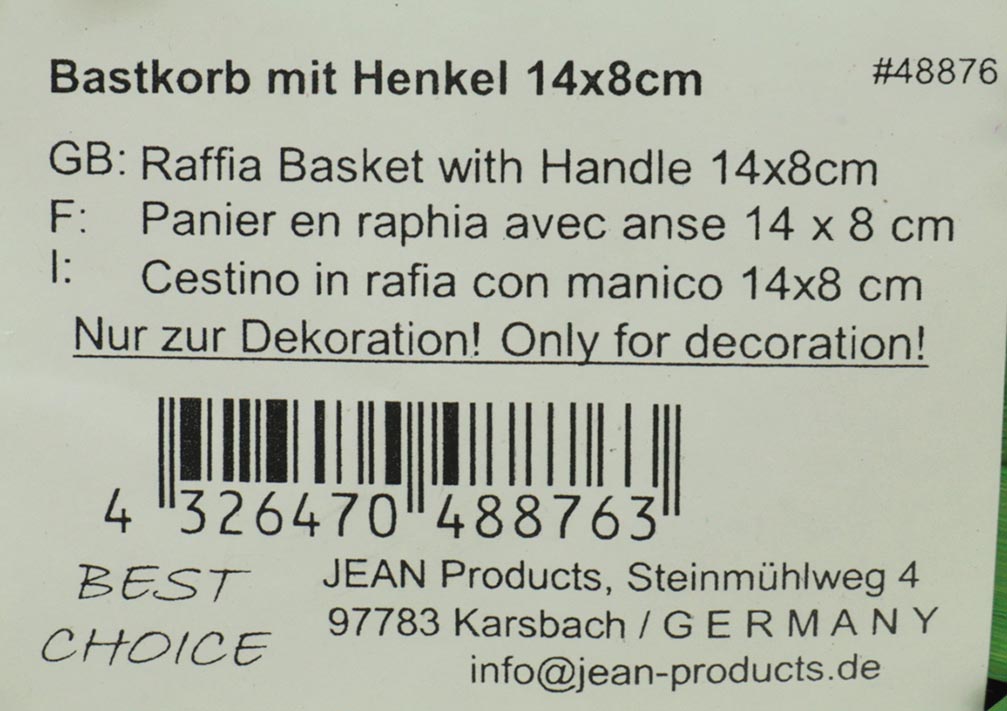 Bastkorb mit Henkel 14x8cm #48876
GB: Raffia Basket with Handle 14x8cm
F: Panier en raphia avec anse 14 x 8 cm
I: Cestino in rafia con manico 14x8 cm
Nur zur Dekoration! Only for decoration!
4 326470 488763
BEST CHOICE
JEAN Products, Steinmühlweg 4
97783 Karsbach / G E R M A N Y
info@jean-products.de